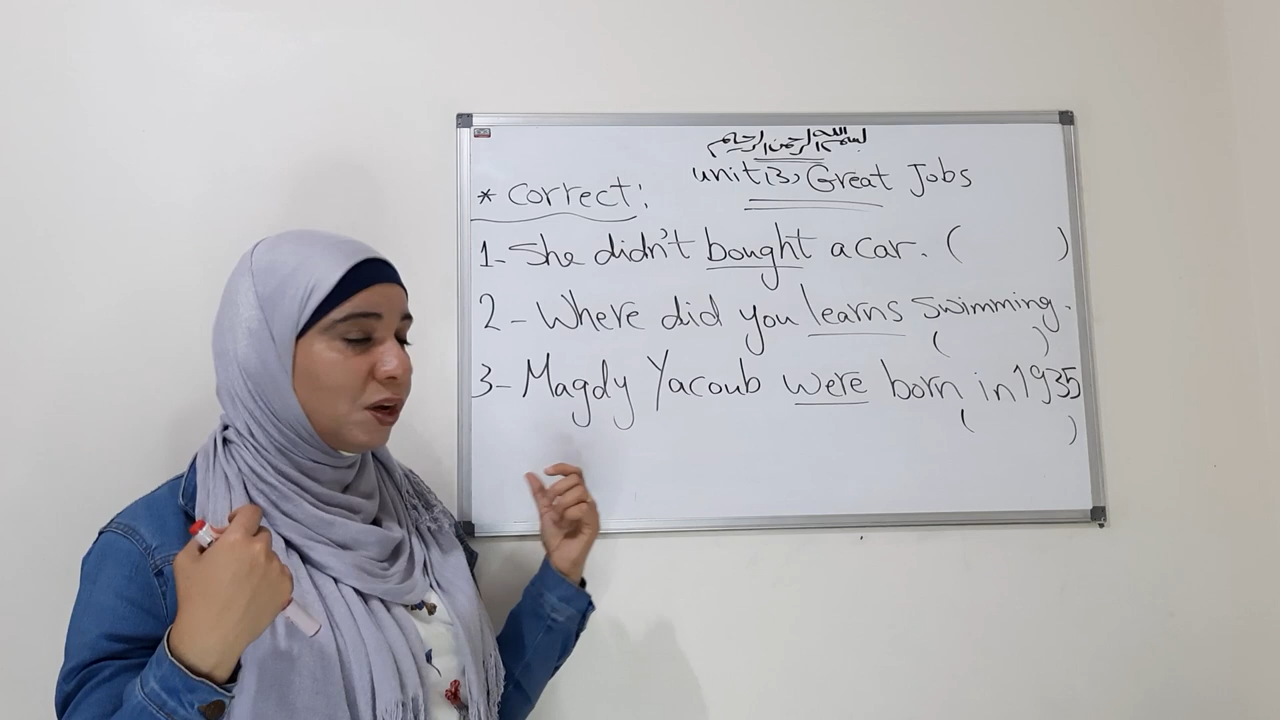 بسم الله الرحمن الرحيم
unit 3, Great Jobs
* Correct:
1- She didn't bought a car. ( )
2- Where did you learns swimming.
( )
3- Magdy Yacoub were born in 1935
( )